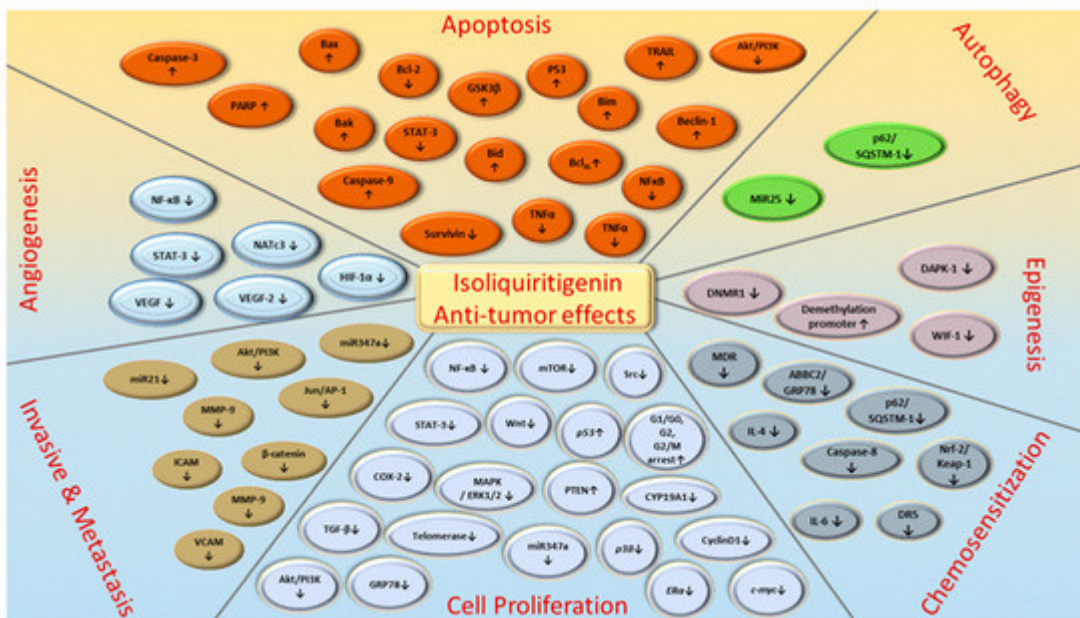 Apoptosis
Caspase-3
↑
PARP ↑
Bax
↑
Bcl-2
↓
GSK3β
↑
P53
↑
TRAIL
↑
Akt/PI3K
↓
Bak
↑
STAT-3
↓
Bim
↑
Beclin-1
↑
Bid
↑
Bclxl ↑
Caspase-9
↑
NFκB
↓
Survivin ↓
TNFα
↓
TNFα
↓
Autophagy
p62/
SQSTM-1↓
MiR25 ↓
Angiogenesis
NF-κB ↓
STAT-3 ↓
NATc3 ↓
HIF-1α ↓
VEGF ↓
VEGF-2 ↓
Isoliquiritigenin
Anti-tumor effects
Epigenesis
DAPK-1 ↓
DNMR1 ↓
Demethylation
promoter ↑
WIF-1 ↓
Invasive & Metastasis
miR21↓
Akt/PI3K
↓
miR347a↓
MMP-9
↓
Jun/AP-1
↓
ICAM
↓
β-catenin
↓
MMP-9
↓
VCAM
↓
Cell Proliferation
NF-κB ↓
mTOR↓
Src↓
STAT-3↓
Wnt↓
p53↑
G1/G0,
G2,
G2/M
arrest↑
COX-2↓
MAPK
/ ERK1/2 ↓
PTEN↑
CYP19A1↓
TGF-β↓
Telomerase↓
miR347a
↓
p38↓
CyclinD1↓
Akt/PI3K
↓
GRP78↓
ERα↓
c-myc↓
Chemosensitization
MDR
↓
ABBC2/
GRP78 ↓
p62/
SQSTM-1↓
IL-4 ↓
Caspase-8
↓
Nrf-2/
Keap-1
↓
IL-6 ↓
DR5
↓